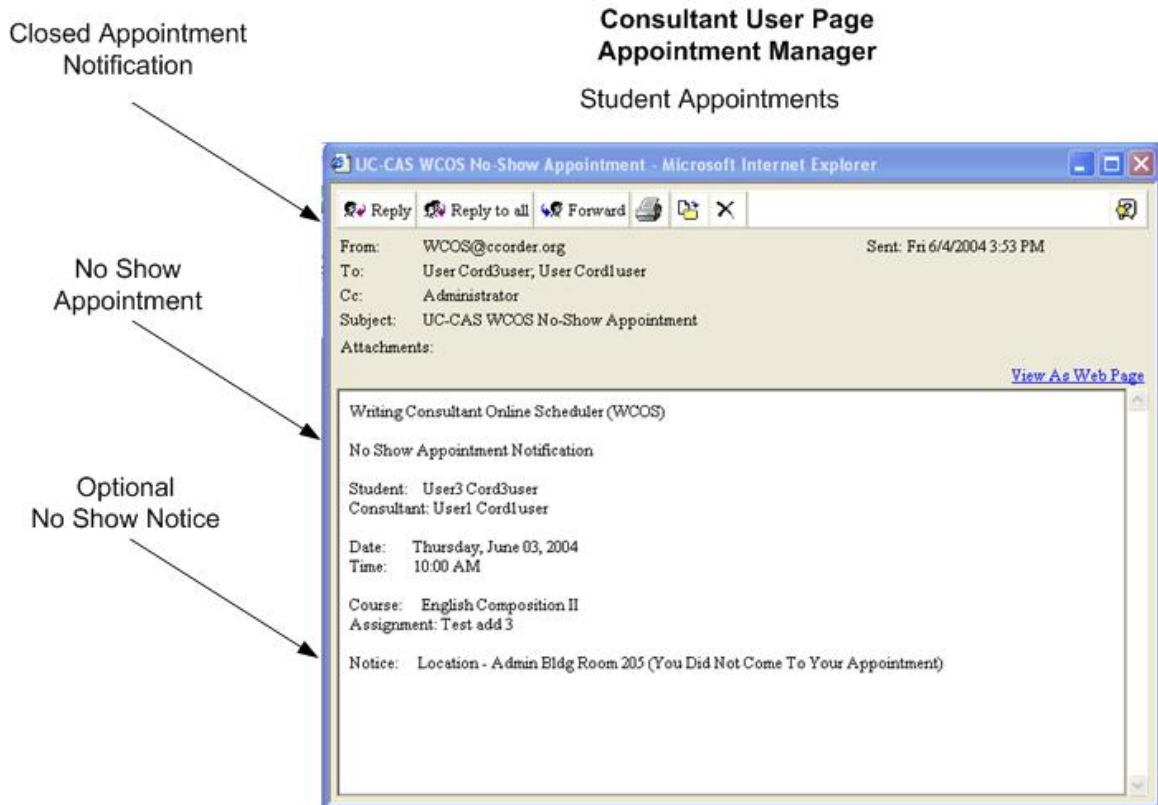 Closed Appointment
Notification
Consultant User Page
Appointment Manager
Student Appointments
UC-CAS WCOS No-Show Appointment - Microsoft Internet Explorer
Reply Reply to all Forward
From: WCOS@ccorder.org Sent: Fri 6/4/2004 3:53 PM
To: User Cord3user; User Cord1user
Cc: Administrator
Subject: UC-CAS WCOS No-Show Appointment
Attachments:
View As Web Page
No Show
Appointment
Writing Consultant Online Scheduler (WCOS)
No Show Appointment Notification
Student: User3 Cord3user
Consultant: User1 Cord1user
Optional
No Show Notice
Date: Thursday, June 03, 2004
Time: 10:00 AM
Course: English Composition II
Assignment: Test add 3
Notice: Location - Admin Bldg Room 205 (You Did Not Come To Your Appointment)